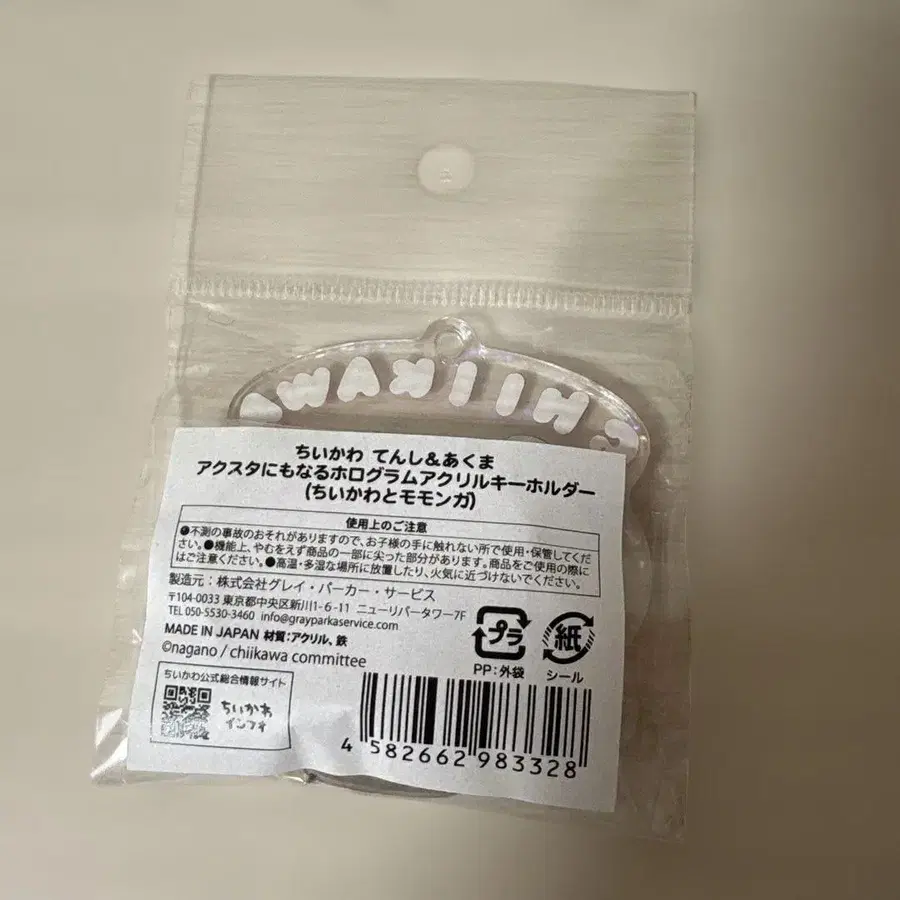 CHIIKAWA
ちいかわ てんし&あくま
アクスタにもなるホログラムアクリルキーホルダー
(ちいかわとモモンガ)
使用上のご注意
●不測の事故のおそれがありますので、お子様の手に触れない所で使用・保管してくだ
さい。●機能上、やむをえず商品の一部に尖った部分があります。商品をご使用の際に
はご注意ください。●高温・多湿な場所に放置したり、火気に近づけないでください。
製造元:株式会社グレイ・パーカー・サービス
〒104-0033 東京都中央区新川1-6-11 ニューリバータワー7F
TEL 050-5530-3460 info@grayparkaservice.com
MADE IN JAPAN 材質:アクリル、鉄
©nagano / chiikawa committee
プラ
PP:外袋
紙
シール
ちいかわ公式総合情報サイト
ちいかわ
インフォ
4 582662 983328